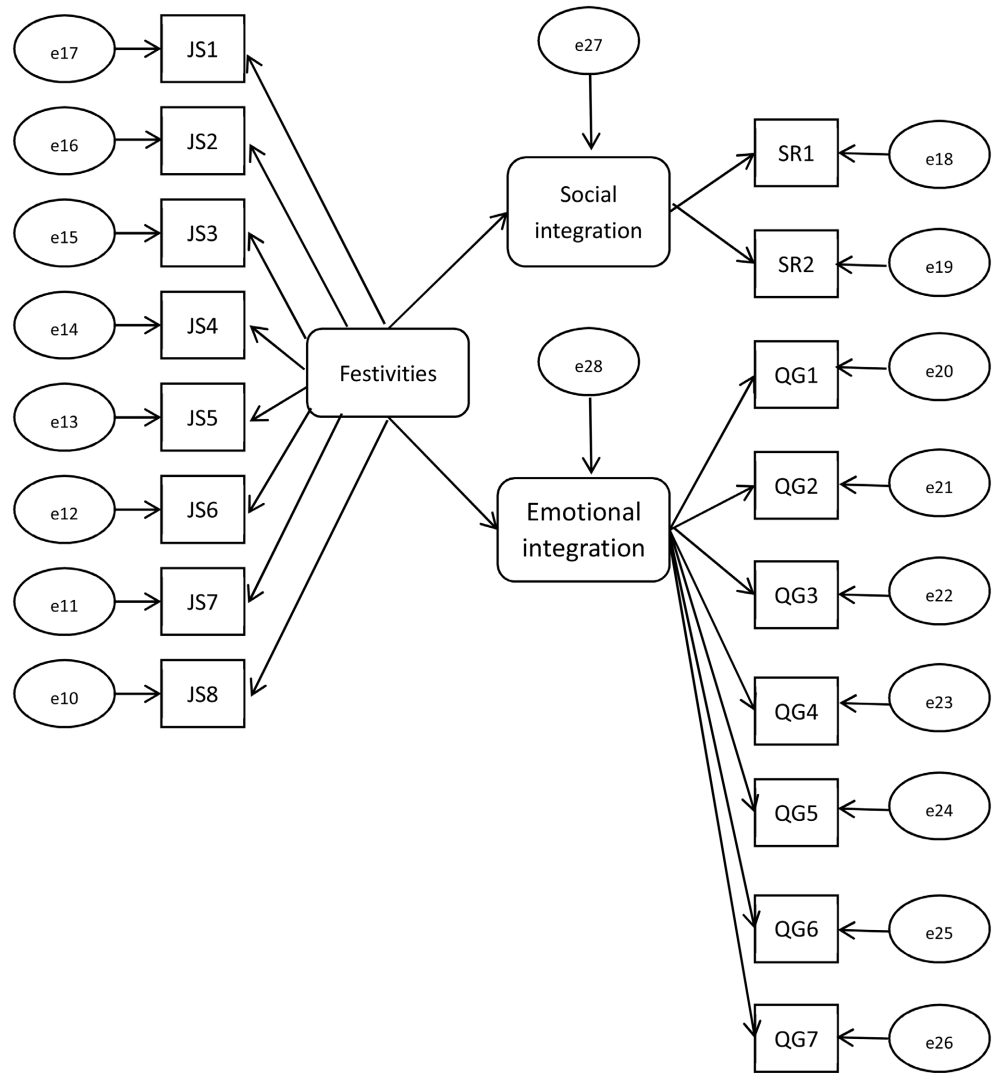 e17
JS1
e27
e16
JS2
SR1
e18
e15
JS3
Social
integration
SR2
e19
e14
JS4
Festivities
e28
QG1
e20
e13
JS5
e12
JS6
Emotional
integration
QG2
e21
e11
JS7
QG3
e22
e10
JS8
QG4
e23
QG5
e24
QG6
e25
QG7
e26